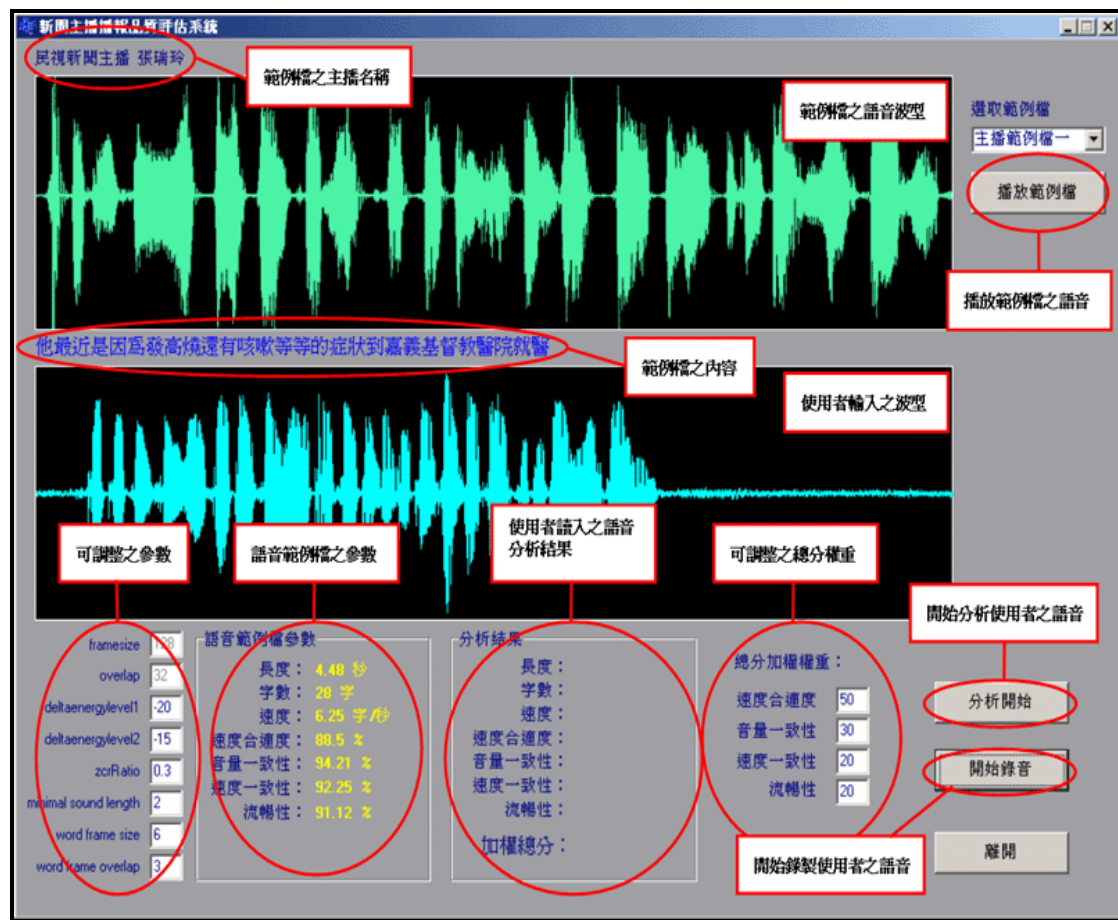 新聞主播播報品質評估系統
民視新聞主播 張瑞玲
範例檔之主播名稱
範例檔之語音波型
選取範例檔
主播範例檔一
播放範例檔
播放範例檔之語音
他最近是因為發高燒還有咳嗽等等的症狀到嘉義基督教醫院就醫
範例檔之內容
使用者輸入之波型
可調整之參數
語音範例檔之參數
使用者讀入之語音
分析結果
可調整之總分權重
開始分析使用者之語音
framesize 128
overlap 32
deltaenergylevel1 -20
deltaenergylevel2 -15
zcrRatio 0.3
minimal sound length 2
word frame size 6
word frame overlap 3
語音範例檔參數
長度： 4.48 秒
字數： 28 字
速度： 6.25 字/秒
速度合適度： 88.5 %
音量一致性： 94.21 %
速度一致性： 92.25 %
流暢性： 91.12 %
分析結果
長度：
字數：
速度：
速度合適度：
音量一致性：
速度一致性：
流暢性：
加權總分：
總分加權權重：
速度合適度 50
音量一致性 30
速度一致性 20
流暢性 20
分析開始
開始錄音
開始錄製使用者之語音
離開